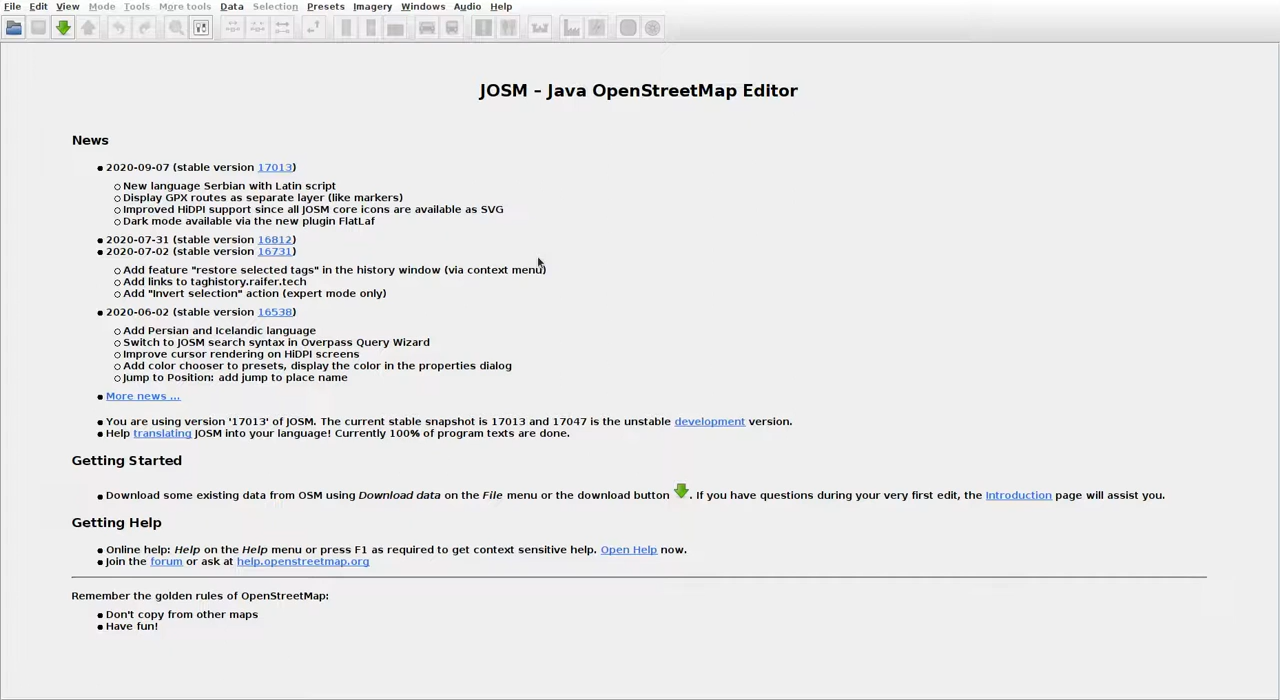 File Edit View Mode Tools More tools Data Selection Presets Imagery Windows Audio Help
JOSM – Java OpenStreetMap Editor
News
2020-09-07 (stable version 17013)
New language Serbian with Latin script
Display GPX routes as separate layer (like markers)
Improved HiDPI support since all JOSM core icons are available as SVG
Dark mode available via the new plugin FlatLaf
2020-07-31 (stable version 16812)
2020-07-02 (stable version 16731)
Add feature "restore selected tags" in the history window (via context menu)
Add links to taghistory.raifer.tech
Add "Invert selection" action (expert mode only)
2020-06-02 (stable version 16538)
Add Persian and Icelandic language
Switch to JOSM search syntax in Overpass Query Wizard
Improve cursor rendering on HiDPI screens
Add color chooser to presets, display the color in the properties dialog
Jump to Position: add jump to place name
More news ...
You are using version '17013' of JOSM. The current stable snapshot is 17013 and 17047 is the unstable development version.
Help translating JOSM into your language! Currently 100% of program texts are done.
Getting Started
Download some existing data from OSM using Download data on the File menu or the download button . If you have questions during your very first edit, the Introduction page will assist you.
Getting Help
Online help: Help on the Help menu or press F1 as required to get context sensitive help. Open Help now.
Join the forum or ask at help.openstreetmap.org
Remember the golden rules of OpenStreetMap:
Don't copy from other maps
Have fun!